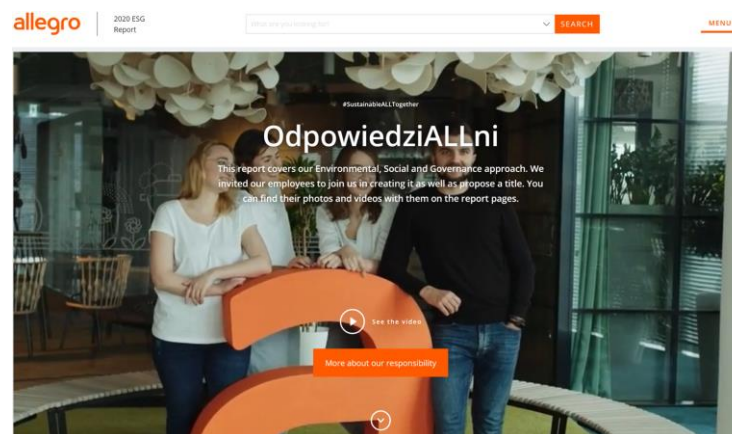 allegro
2020 ESG
Report
What are you looking for?
SEARCH
MENU
#SustainableALLTogether
OdpowiedziALLni
This report covers our Environmental, Social and Governance approach. We
invited our employees to join us in creating it as well as propose a title. You
can find their photos and videos with them on the report pages.
See the video
More about our responsibility